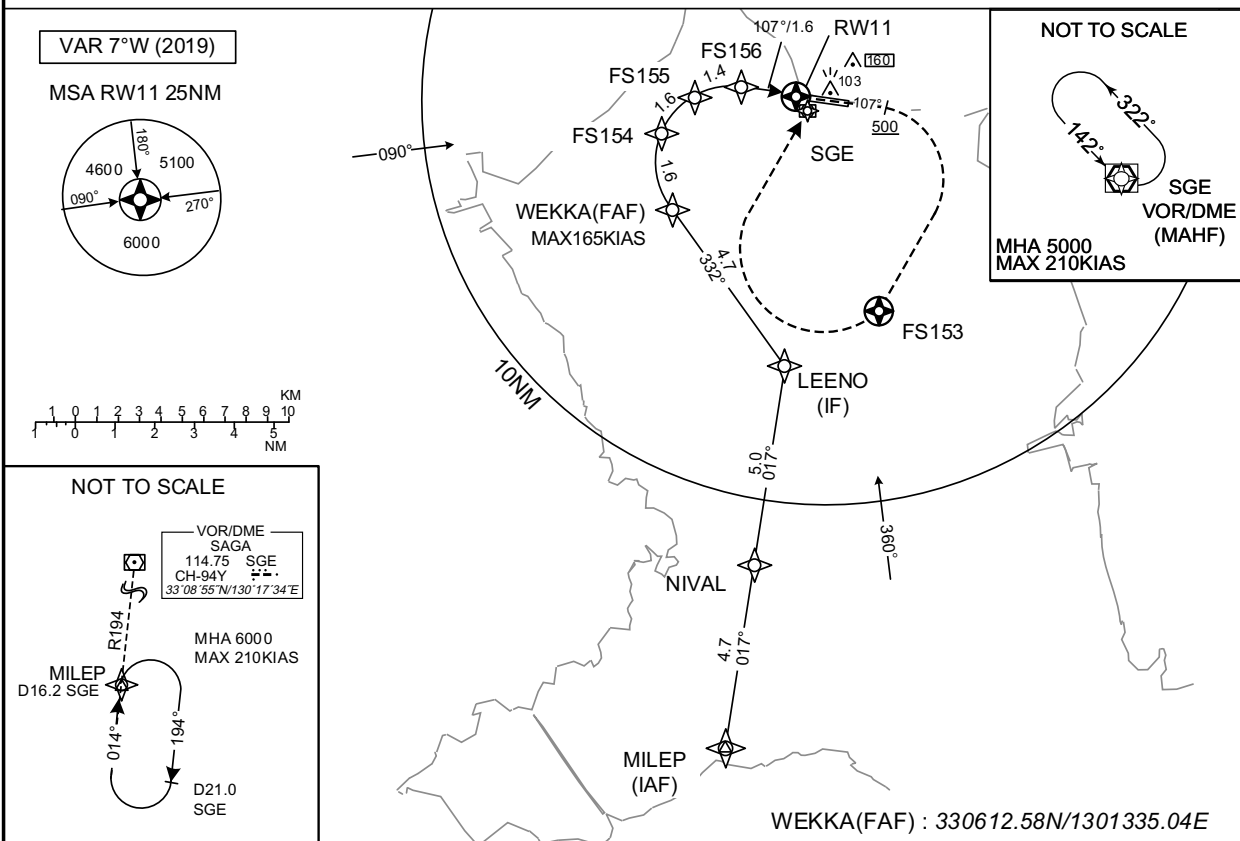 VAR 7°W (2019)
MSA RW11 25NM
180°
4600
5100
090°
270°
6000
KM
1 0 1 2 3 4 5 6 7 8 9 10
1 0 1 2 3 4 5
NM
NOT TO SCALE
VOR/DME
SAGA
114.75 SGE
CH-94Y
33°08´55˝N/130°17´34˝E
R194
MHA 6000
MAX 210KIAS
MILEP
D16.2 SGE
014°
194°
D21.0
SGE
107°/1.6
RW11
FS156
160
103
FS155
1.4
1.6
107°
500
FS154
SGE
090°
1.6
WEKKA(FAF)
MAX165KIAS
4.7
332°
FS153
10NM
LEENO
(IF)
5.0
017°
360°
NIVAL
4.7
017°
MILEP
(IAF)
NOT TO SCALE
322°
142°
SGE
VOR/DME
(MAHF)
MHA 5000
MAX 210KIAS
WEKKA(FAF) : 330612.58N/1301335.04E